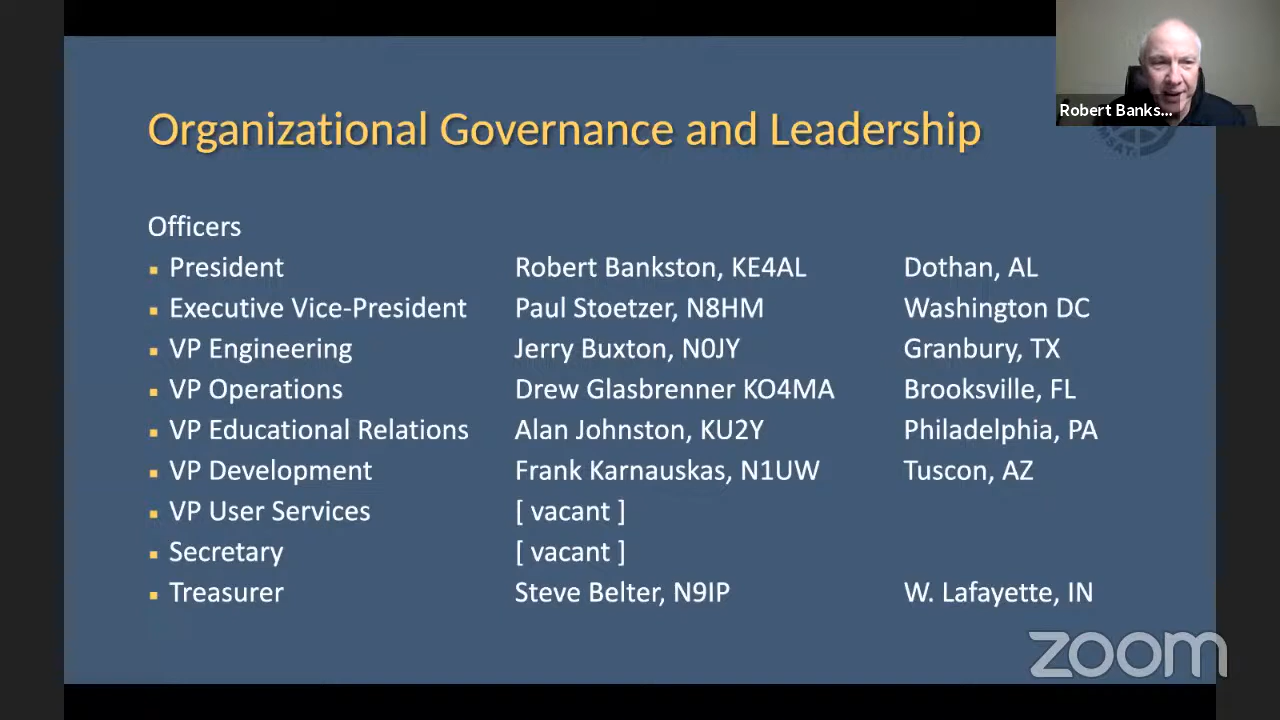 Organizational Governance and Leadership
Robert Banks...
SAT
Officers
▪ President Robert Bankston, KE4AL Dothan, AL
▪ Executive Vice-President Paul Stoetzer, N8HM Washington DC
▪ VP Engineering Jerry Buxton, N0JY Granbury, TX
▪ VP Operations Drew Glasbrenner KO4MA Brooksville, FL
▪ VP Educational Relations Alan Johnston, KU2Y Philadelphia, PA
▪ VP Development Frank Karnauskas, N1UW Tuscon, AZ
▪ VP User Services [ vacant ]
▪ Secretary [ vacant ]
▪ Treasurer Steve Belter, N9IP W. Lafayette, IN
zoom